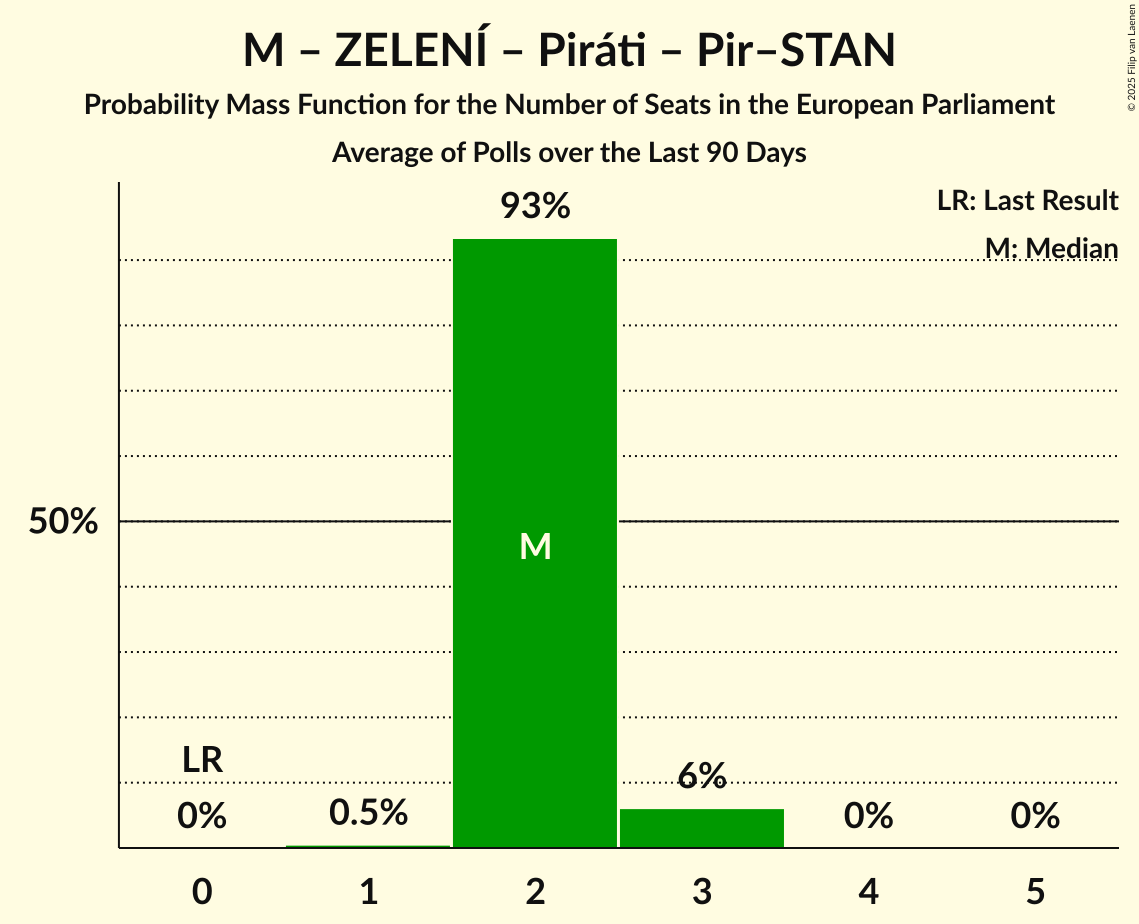 M – ZELENÍ – Piráti – Pir–STAN
Probability Mass Function for the Number of Seats in the European Parliament
Average of Polls over the Last 90 Days
© 2025 Filip van Laenen
LR: Last Result
M: Median
93%
50%
M
LR
0%
0.5%
6%
0%
0%
0 1 2 3 4 5